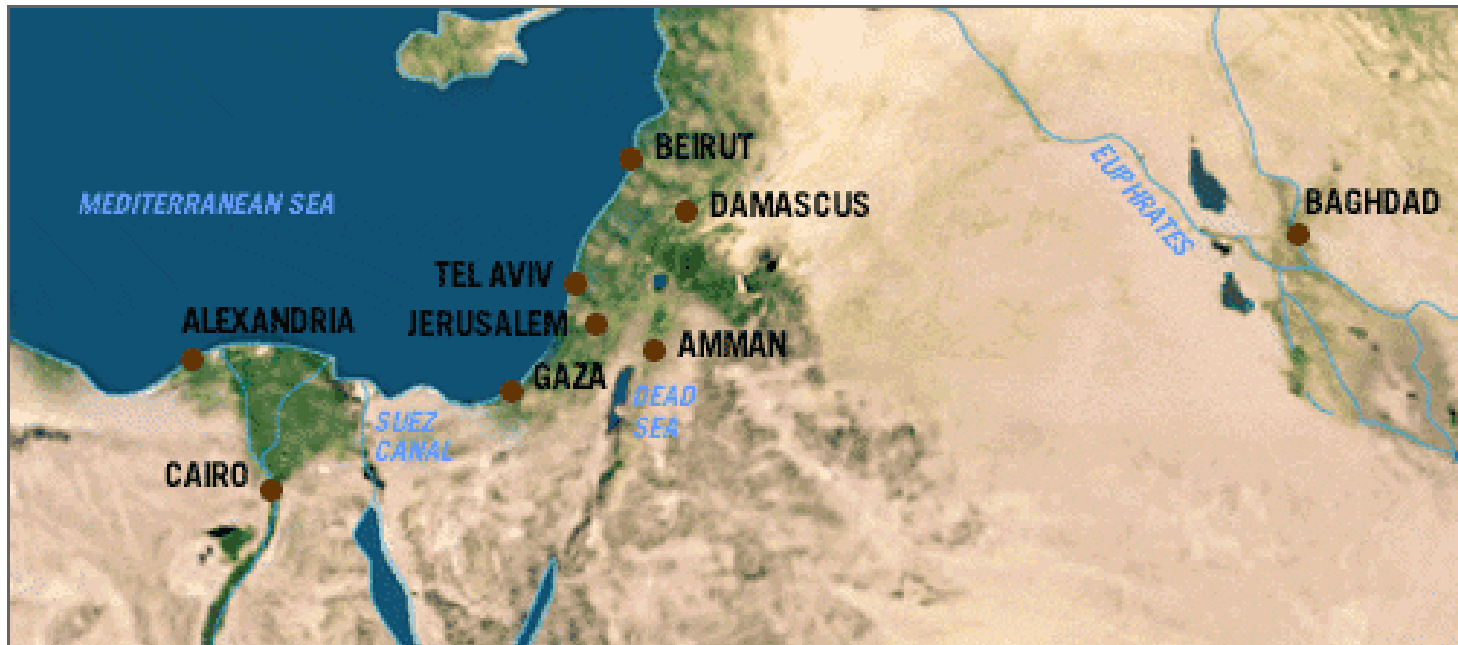 BEIRUT
EUPHRATES
MEDITERRANEAN SEA
DAMASCUS
BAGHDAD
TEL AVIV
ALEXANDRIA
JERUSALEM
AMMAN
GAZA
DEAD
SEA
SUEZ
CANAL
CAIRO